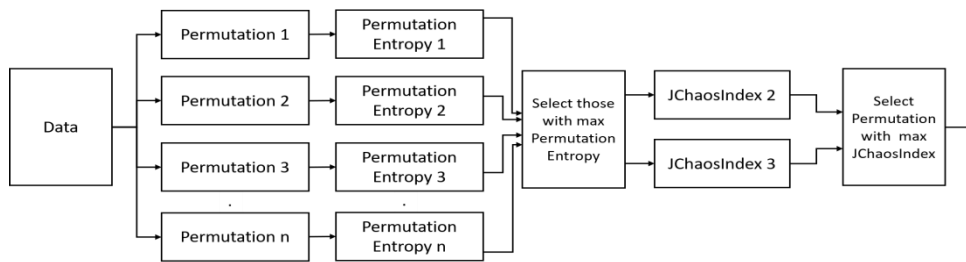 Data
Permutation 1
Permutation
Entropy 1
Permutation 2
Permutation
Entropy 2
Permutation 3
Permutation
Entropy 3
.
.
Permutation n
Permutation
Entropy n
Select those
with max
Permutation
Entropy
JChaosIndex 2
JChaosIndex 3
Select
Permutation
with max
JChaosIndex